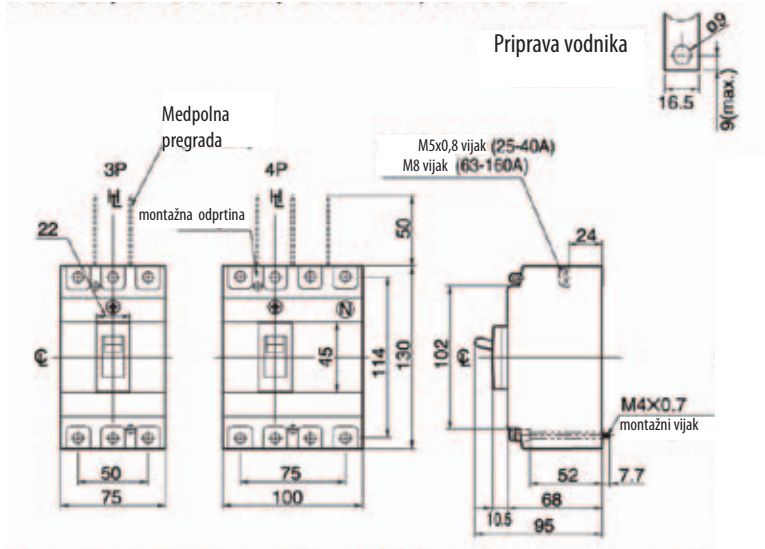 Priprava vodnika
ø9
16.5
9(max.)
Medpolna
pregrada
M5x0,8 vijak (25-40A)
M8 vijak (63-160A)
3P
4P
montažna odprtina
22
50
24
N
45
114
130
102
M4X0.7
montažni vijak
50
75
75
100
52
7.7
68
10.5
95